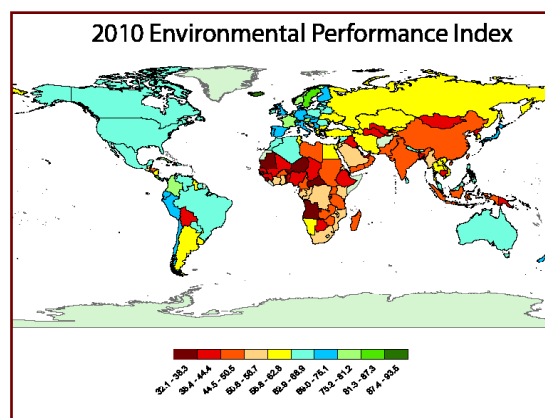 2010 Environmental Performance Index
32.1 - 38.3
38.4 - 44.4
44.5 - 50.5
50.6 - 56.7
56.8 - 62.8
62.9 - 68.9
69.0 - 75.1
75.2 - 81.2
81.3 - 87.3
87.4 - 93.5